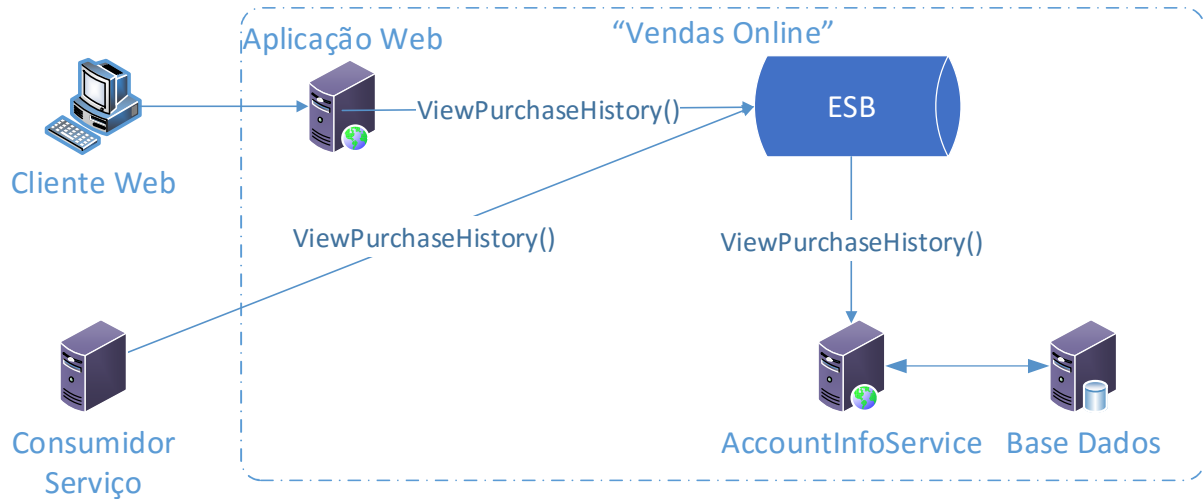 “Vendas Online”
Aplicação Web
ESB
ViewPurchaseHistory()
Cliente Web
ViewPurchaseHistory()
ViewPurchaseHistory()
Consumidor
Serviço
AccountInfoService
Base Dados